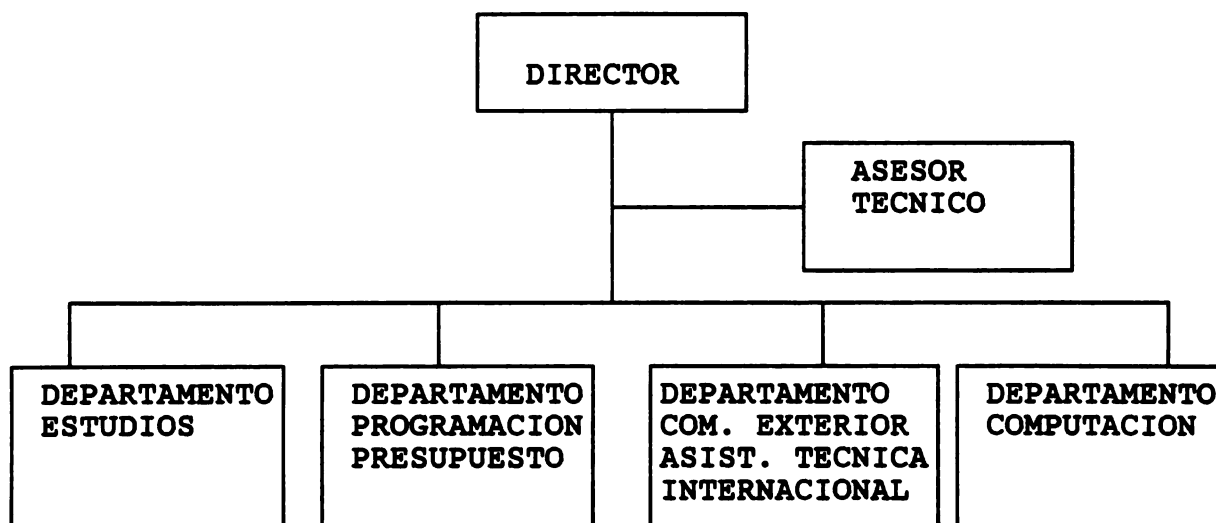 DIRECTOR
ASESOR
TECNICO
DEPARTAMENTO
ESTUDIOS
DEPARTAMENTO
PROGRAMACION
PRESUPUESTO
DEPARTAMENTO
COM. EXTERIOR
ASIST. TECNICA
INTERNACIONAL
DEPARTAMENTO
COMPUTACION